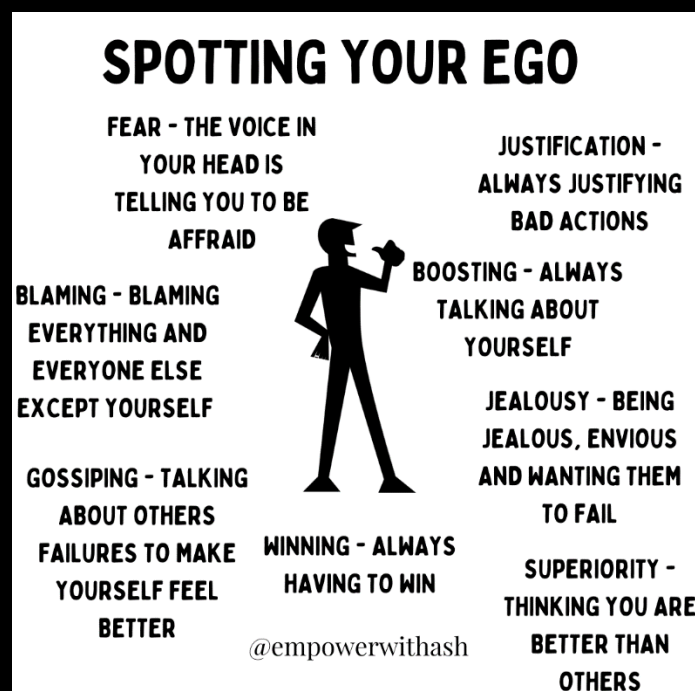 SPOTTING YOUR EGO
FEAR - THE VOICE IN
YOUR HEAD IS
TELLING YOU TO BE
AFFRAID
JUSTIFICATION -
ALWAYS JUSTIFYING
BAD ACTIONS
BLAMING - BLAMING
EVERYTHING AND
EVERYONE ELSE
EXCEPT YOURSELF
BOOSTING - ALWAYS
TALKING ABOUT
YOURSELF
JEALOUSY - BEING
JEALOUS, ENVIOUS
AND WANTING THEM
TO FAIL
GOSSIPING - TALKING
ABOUT OTHERS
FAILURES TO MAKE
YOURSELF FEEL
BETTER
WINNING - ALWAYS
HAVING TO WIN
SUPERIORITY -
THINKING YOU ARE
BETTER THAN
OTHERS
@empowerwithash